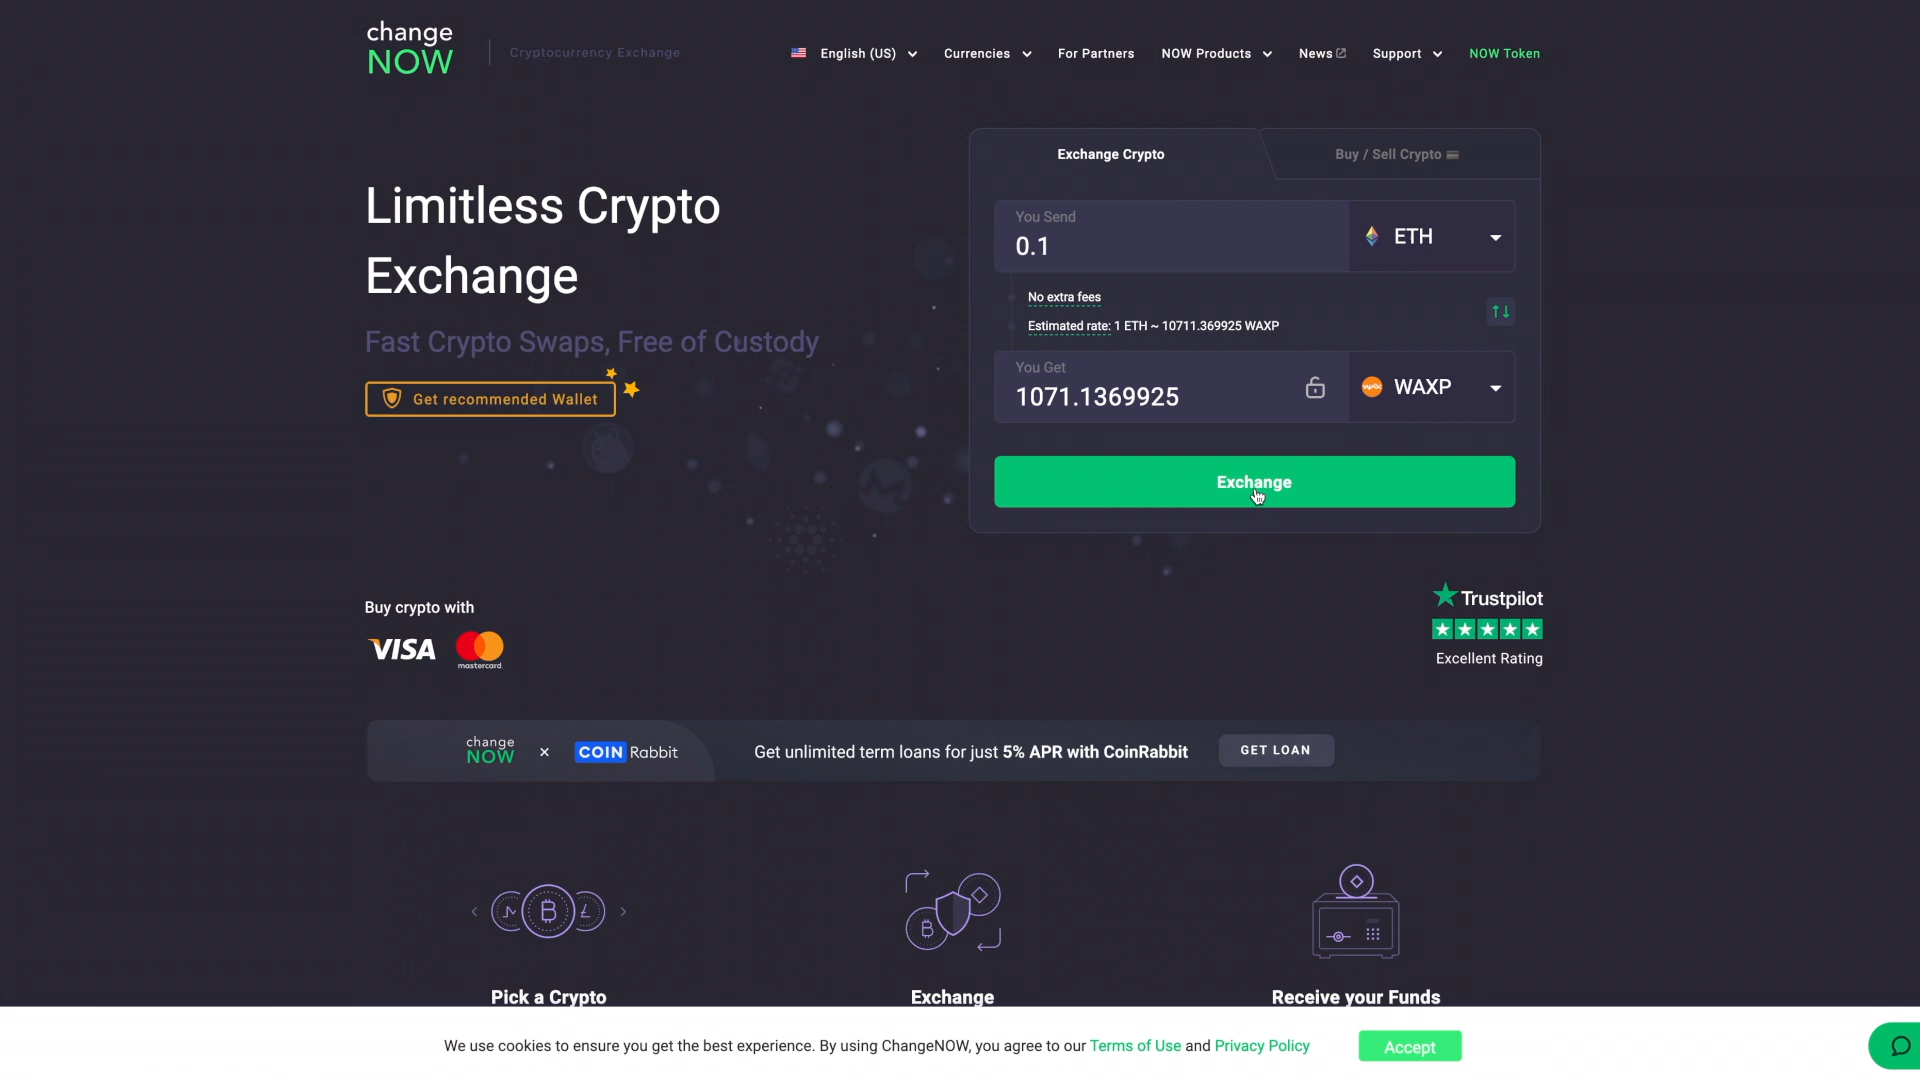 change
NOW
Cryptocurrency Exchange
English (US)
Currencies
For Partners
NOW Products
News
Support
NOW Token
Limitless Crypto
Exchange
Fast Crypto Swaps, Free of Custody
Get recommended Wallet
Exchange Crypto
Buy / Sell Crypto
You Send
0.1
ETH
No extra fees
Estimated rate: 1 ETH ~ 10711.369925 WAXP
You Get
1071.1369925
WAXP
Exchange
Buy crypto with
VISA
mastercard
Trustpilot
Excellent Rating
change
NOW
×
COIN Rabbit
Get unlimited term loans for just 5% APR with CoinRabbit
GET LOAN
Pick a Crypto
Exchange
Receive your Funds
We use cookies to ensure you get the best experience. By using ChangeNOW, you agree to our Terms of Use and Privacy Policy
Accept